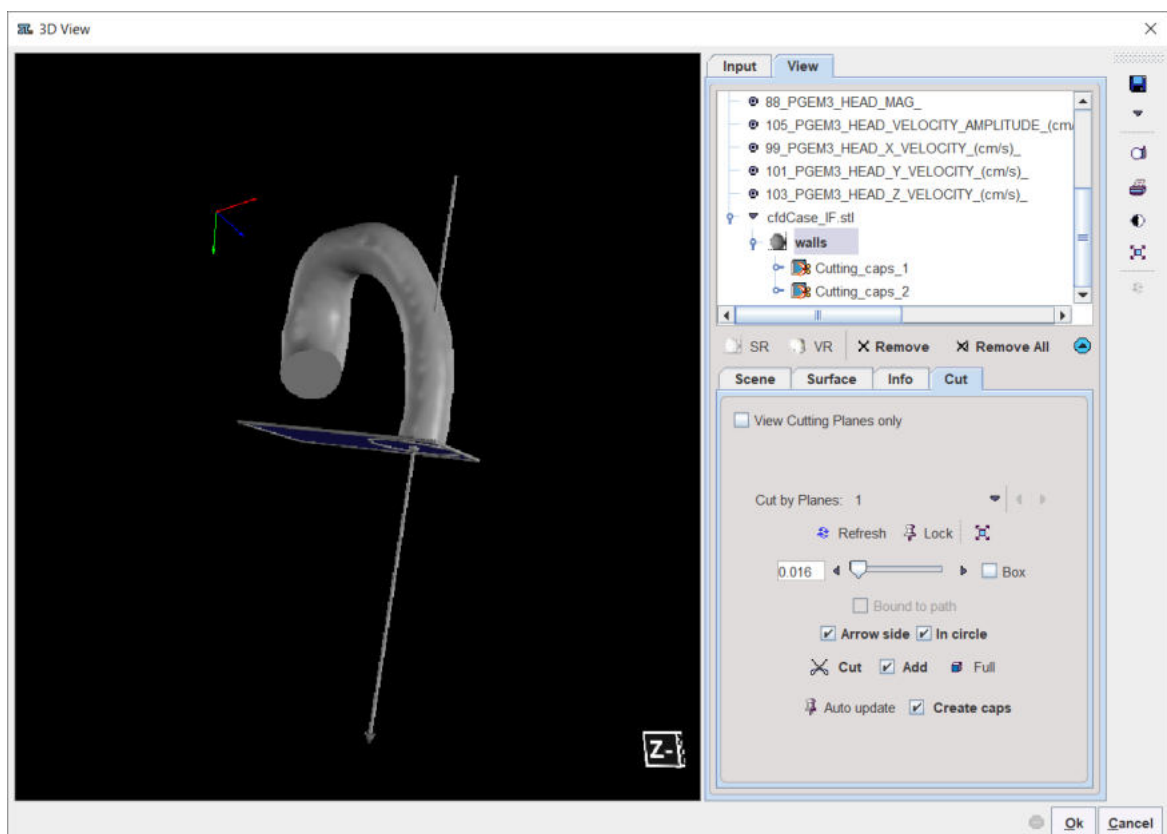 3D View
Input View
88_PGEM3_HEAD_MAG_
105_PGEM3_HEAD_VELOCITY_AMPLITUDE_(cm/
99_PGEM3_HEAD_X_VELOCITY_(cm/s)_
101_PGEM3_HEAD_Y_VELOCITY_(cm/s)_
103_PGEM3_HEAD_Z_VELOCITY_(cm/s)_
cfdCase_IF.stl
walls
Cutting_caps_1
Cutting_caps_2
SR VR Remove Remove All
Scene Surface Info Cut
View Cutting Planes only
Cut by Planes: 1
Refresh Lock
0.016 Box
Bound to path
Arrow side In circle
Cut Add Full
Auto update Create caps
Z-
Ok Cancel